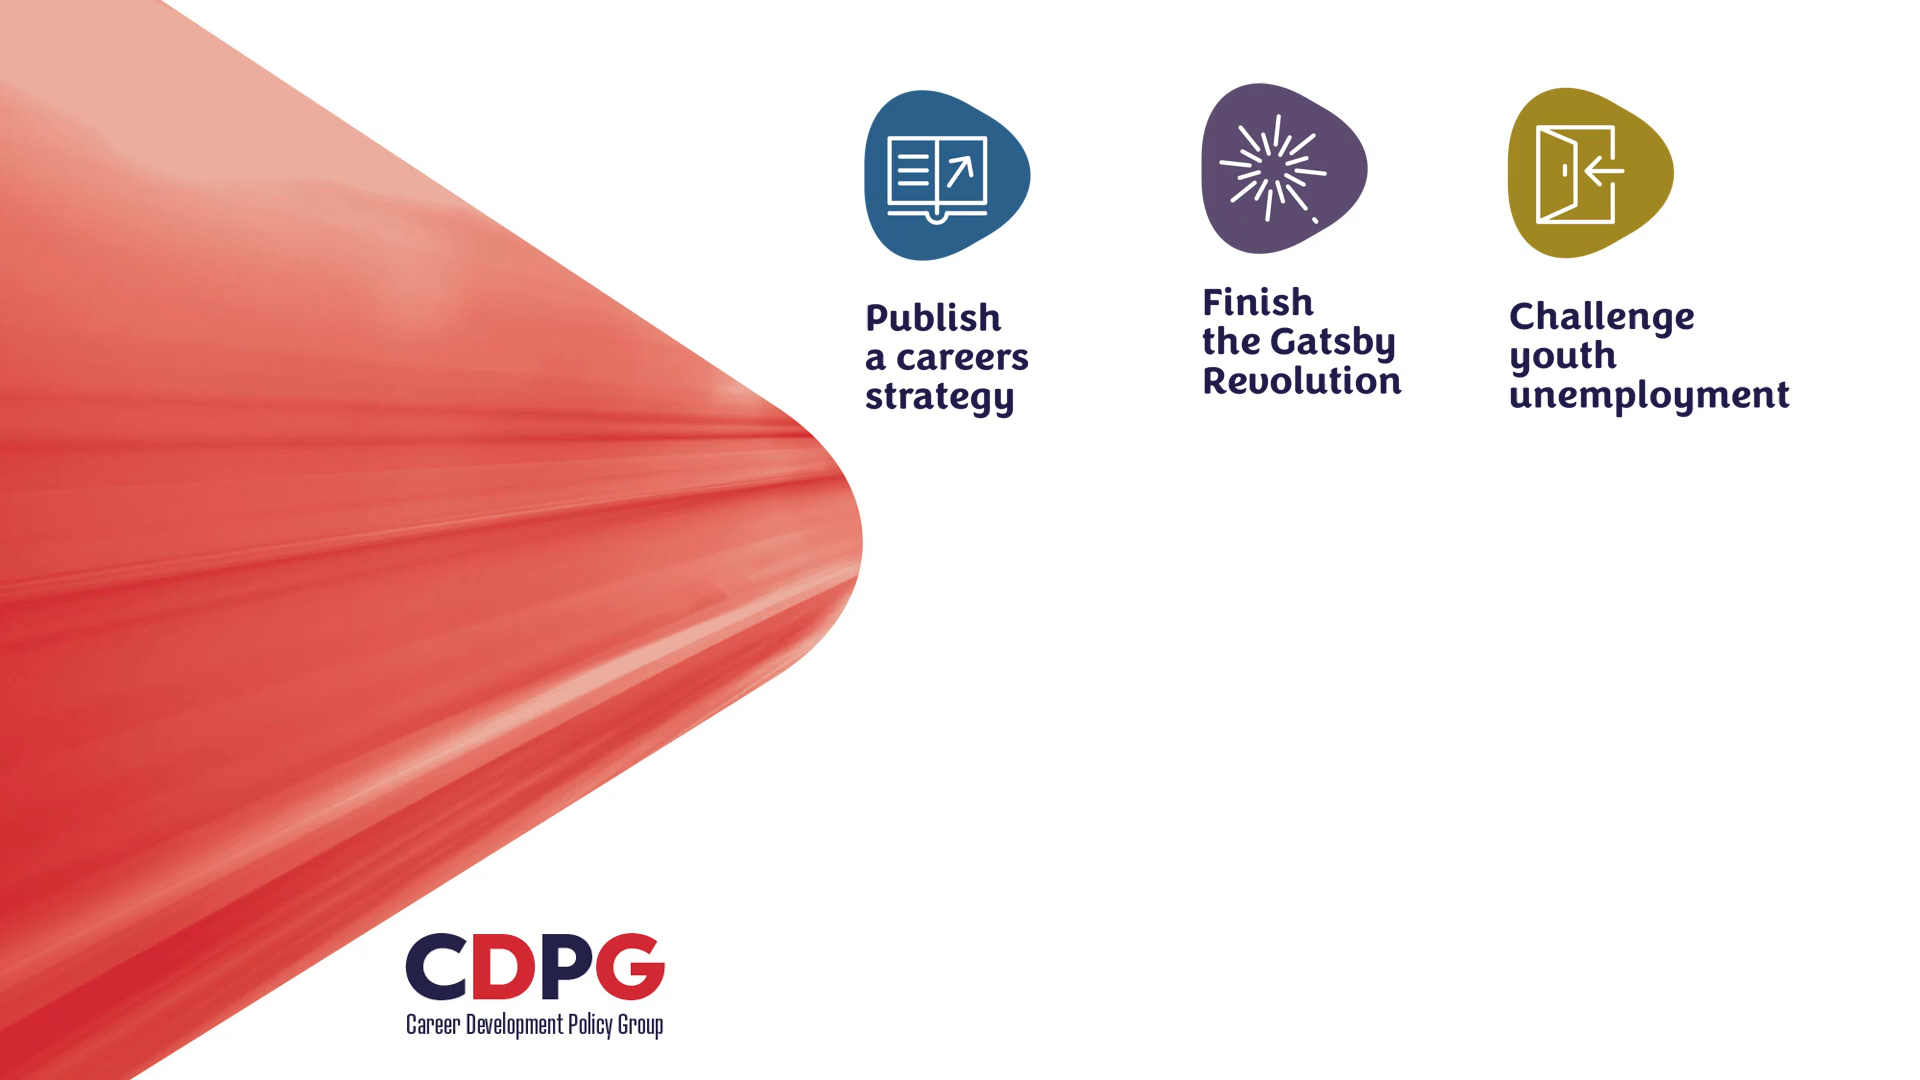 Publish
a careers
strategy
Finish
the Gatsby
Revolution
Challenge
youth
unemployment
CDPG
Career Development Policy Group